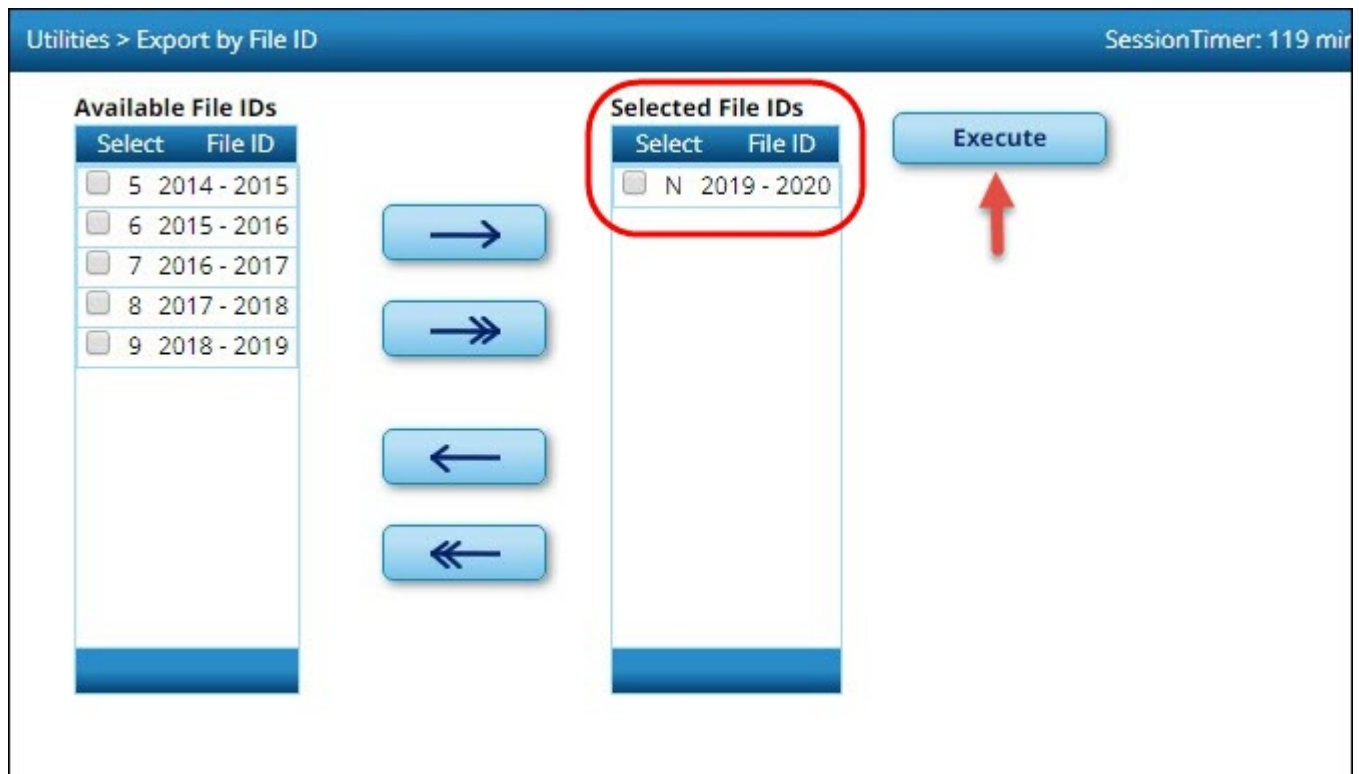 Utilities > Export by File ID
SessionTimer: 119 min
Available File IDs
Select File ID
5 2014 - 2015
6 2015 - 2016
7 2016 - 2017
8 2017 - 2018
9 2018 - 2019
Selected File IDs
Select File ID
N 2019 - 2020
Execute